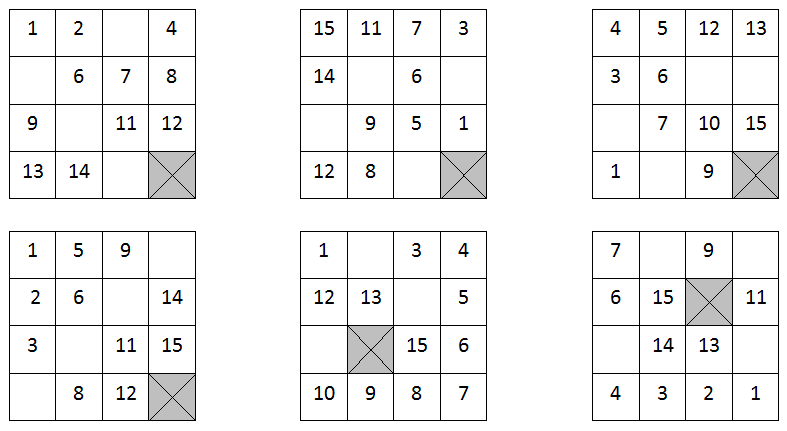 1 2 4
6 7 8
9 11 12
13 14
15 11 7 3
14 6
9 5 1
12 8
4 5 12 13
3 6
7 10 15
1 9
1 5 9
2 6 14
3 11 15
8 12
1 3 4
12 13 5
15 6
10 9 8 7
7 9
6 15 11
14 13
4 3 2 1